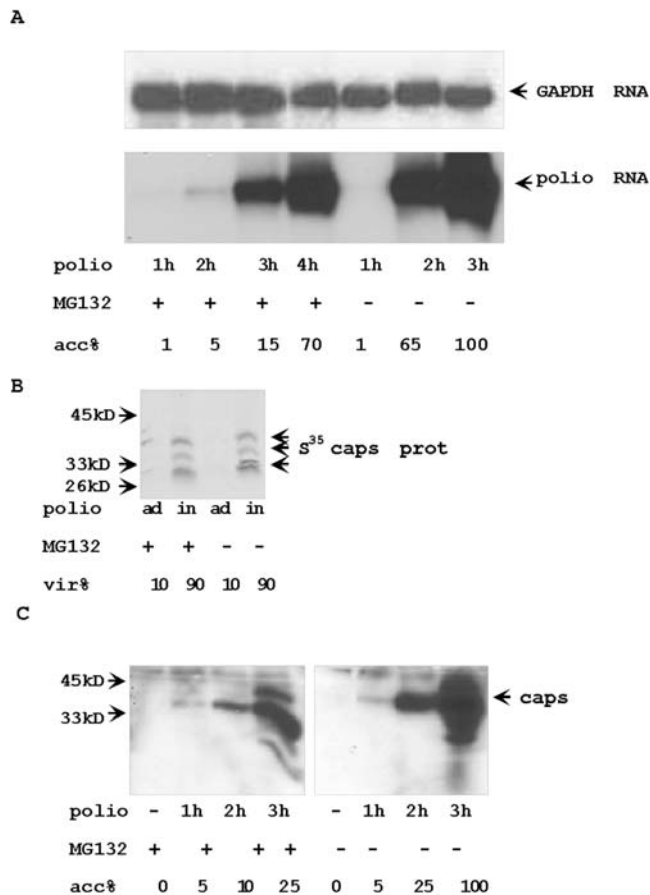 A
GAPDH RNA
polio RNA
polio 1h 2h 3h 4h 1h 2h 3h
MG132 + + + + - - -
acc% 1 5 15 70 1 65 100
B
45kD
33kD
26kD
S35 caps prot
polio ad in ad in
MG132 + + - -
vir% 10 90 10 90
C
45kD
33kD
caps
polio - 1h 2h 3h - 1h 2h 3h
MG132 + + + + - - - -
acc% 0 5 10 25 0 5 25 100